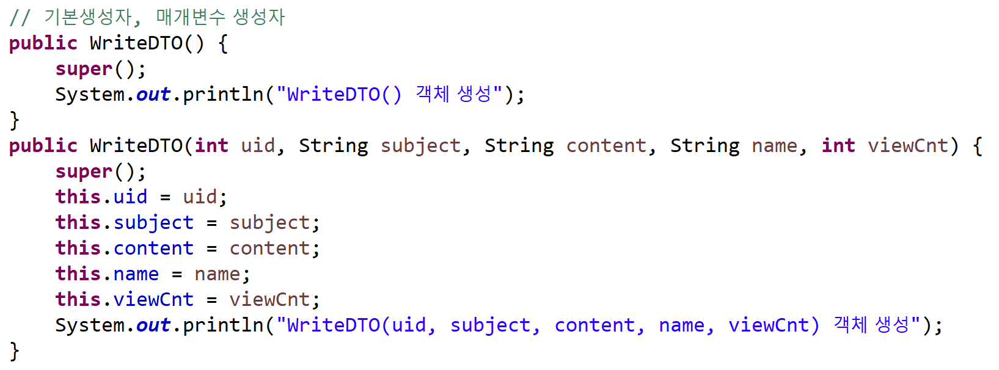 // 기본생성자, 매개변수 생성자
public WriteDTO() {
    super();
    System.out.println("WriteDTO() 객체 생성");
}
public WriteDTO(int uid, String subject, String content, String name, int viewCnt) {
    super();
    this.uid = uid;
    this.subject = subject;
    this.content = content;
    this.name = name;
    this.viewCnt = viewCnt;
    System.out.println("WriteDTO(uid, subject, content, name, viewCnt) 객체 생성");
}